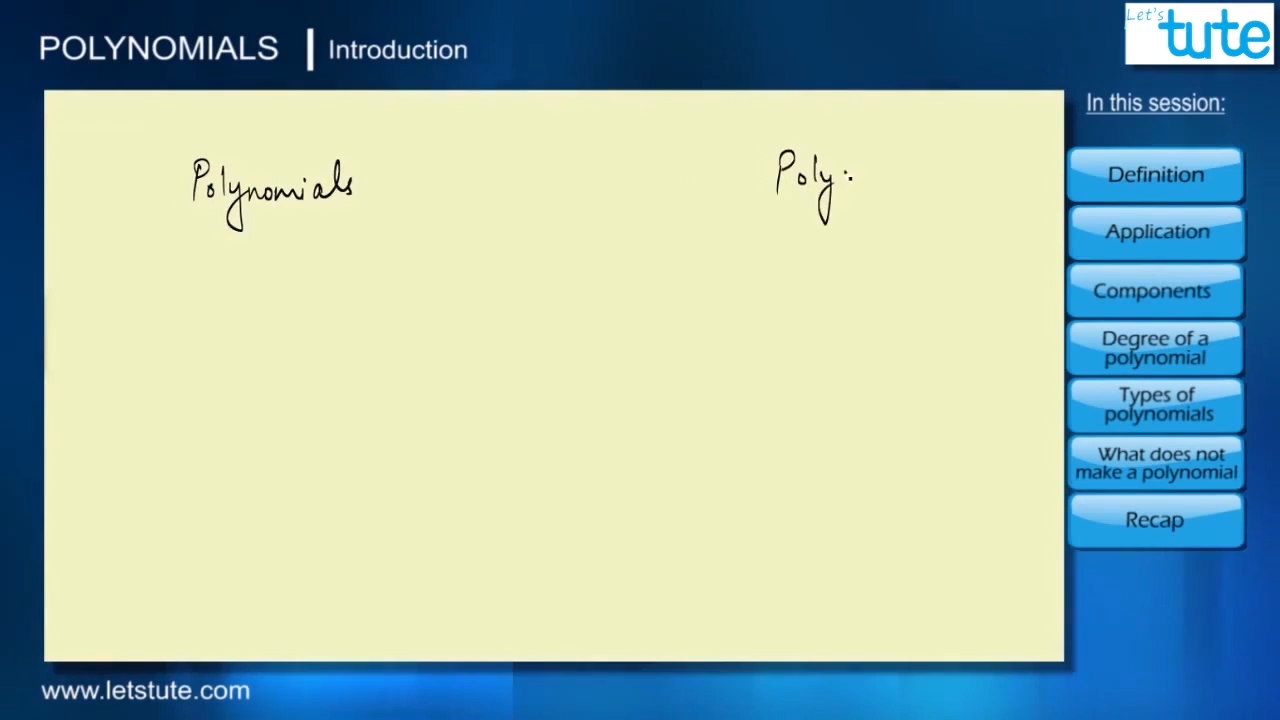 Let's
tute
POLYNOMIALS | Introduction
In this session:
Polynomials
Poly :
Definition
Application
Components
Degree of a
polynomial
Types of
polynomials
What does not
make a polynomial
Recap
www.letstute.com